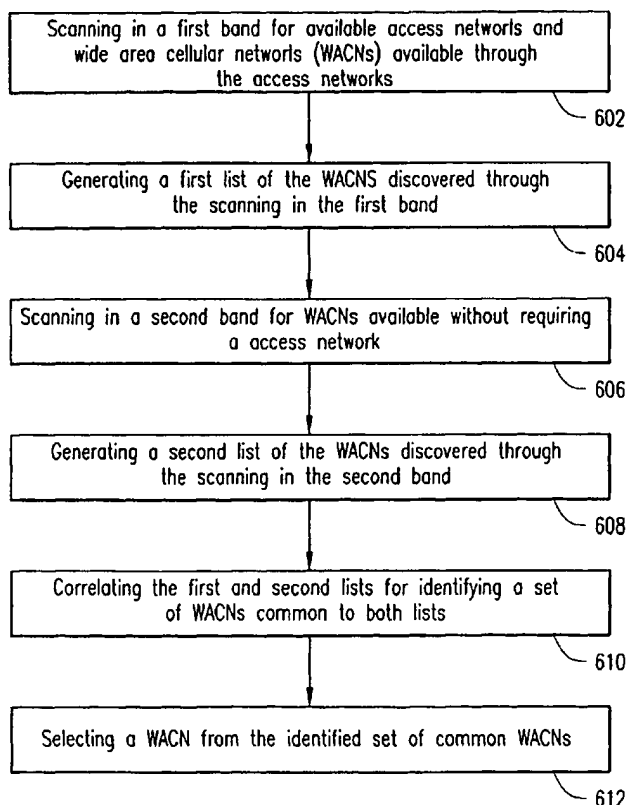 Scanning in a first band for available access networks and
wide area cellular networks (WACNs) available through
the access networks
602
Generating a first list of the WACNS discovered through
the scanning in the first band
604
Scanning in a second band for WACNs available without requiring
a access network
606
Generating a second list of the WACNs discovered through
the scanning in the second band
608
Correlating the first and second lists for identifying a set
of WACNs common to both lists
610
Selecting a WACN from the identified set of common WACNs
612